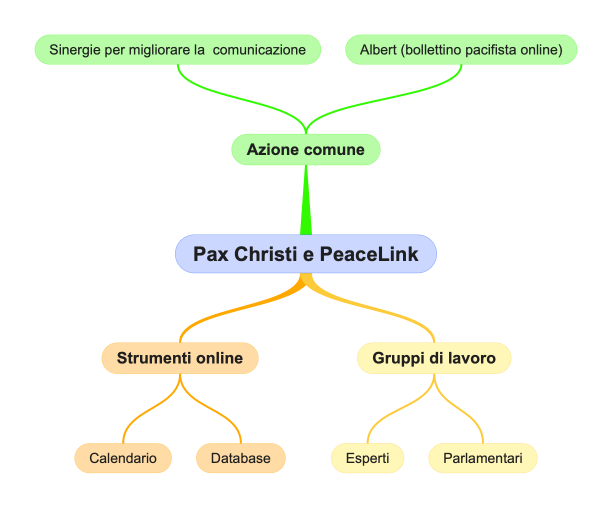 Sinergie per migliorare la  comunicazione
Albert (bollettino pacifista online)
Azione comune
Pax Christi e PeaceLink
Strumenti online
Gruppi di lavoro
Calendario
Database
Esperti
Parlamentari